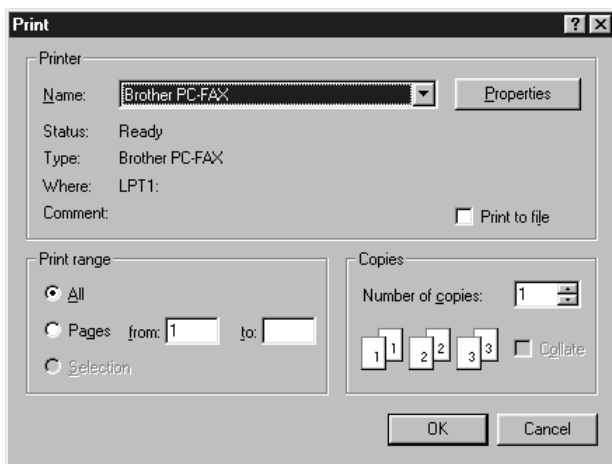 Print
Printer
Name: Brother PC-FAX Properties
Status: Ready
Type: Brother PC-FAX
Where: LPT1:
Comment: Print to file
Print range
All
Pages from: 1 to:
Selection
Copies
Number of copies: 1
1 1 2 2 3 3 Collate
OK Cancel